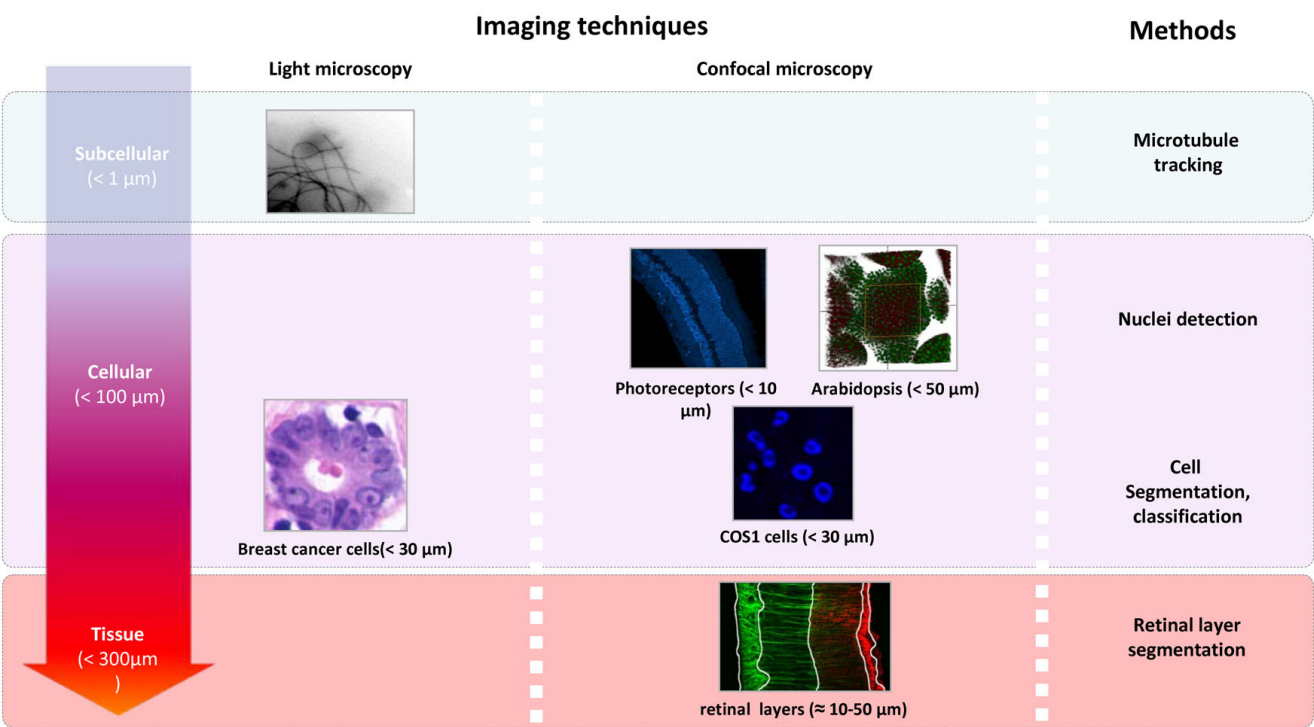 Imaging techniques
Methods
Light microscopy
Confocal microscopy
Subcellular
(< 1 µm)
Microtubule
tracking
Cellular
(< 100 µm)
Photoreceptors (< 10
µm)
Arabidopsis (< 50 µm)
Nuclei detection
Breast cancer cells(< 30 µm)
COS1 cells (< 30 µm)
Cell
Segmentation,
classification
Tissue
(< 300µm
)
retinal layers (≈ 10-50 µm)
Retinal layer
segmentation